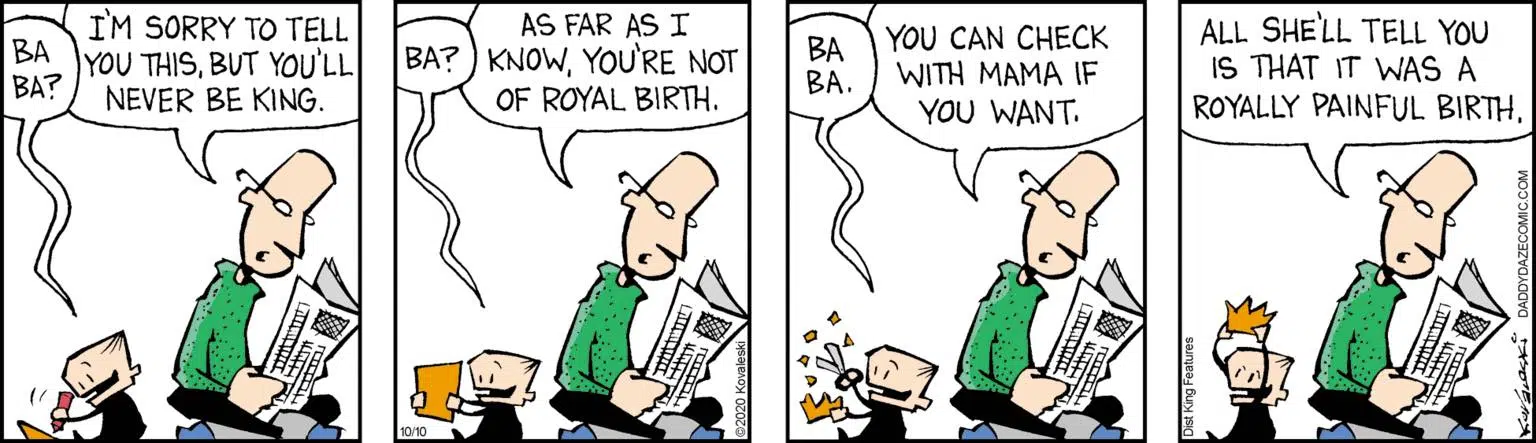 BA
BA?
I'M SORRY TO TELL
YOU THIS, BUT YOU'LL
NEVER BE KING.
BA?
AS FAR AS I
KNOW, YOU'RE NOT
OF ROYAL BIRTH.
10/10
©2020 Kovaleski
BA
BA.
YOU CAN CHECK
WITH MAMA IF
YOU WANT.
ALL SHE'LL TELL YOU
IS THAT IT WAS A
ROYALLY PAINFUL BIRTH.
Dist King Features
DADDYDAZECOMIC.COM